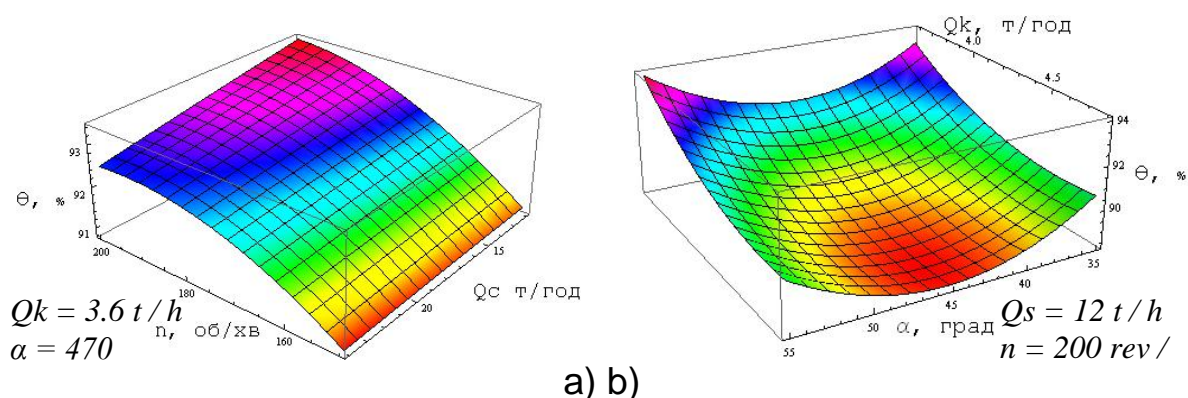 93
92
91
Θ, %
200
180
160
n, об/хв
15
20
Qc т/год
Qk = 3.6 t / h
α = 470
Qk, т/год
4.0
4.5
94
92
90
Θ, %
35
40
45
50
55
α, град
Qs = 12 t / h
n = 200 rev /
a) b)